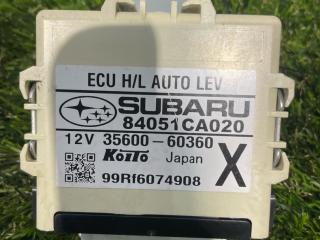 ECU H/L AUTO LEV
SUBARU
84051CA020
12V 35600-60360
Koito Japan X
99Rf6074908